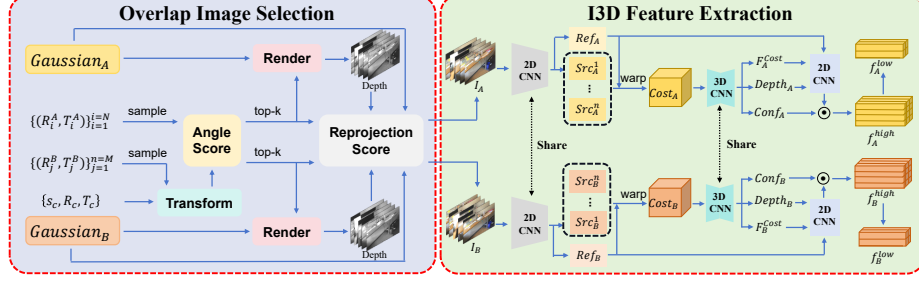 Overlap Image Selection
Gaussian_A
Render
Depth
{(R_i^A, T_i^A)}_{i=1}^{i=N}
sample
top-k
Angle
Score
Reprojection
Score
{(R_j^B, T_j^B)}_{j=1}^{n=M}
sample
top-k
{s_c, R_c, T_c}
Transform
Gaussian_B
Render
Depth
I3D Feature Extraction
I_A
2D
CNN
Ref_A
Src_A^1
⋮
Src_A^n
warp
Cost_A
3D
CNN
F_A^{Cost}
Depth_A
Conf_A
2D
CNN
f_A^{low}
f_A^{high}
Share
Share
I_B
2D
CNN
Src_B^n
⋮
Src_B^1
Ref_B
warp
Cost_B
3D
CNN
Conf_B
Depth_B
F_B^{Cost}
2D
CNN
f_B^{high}
f_B^{low}